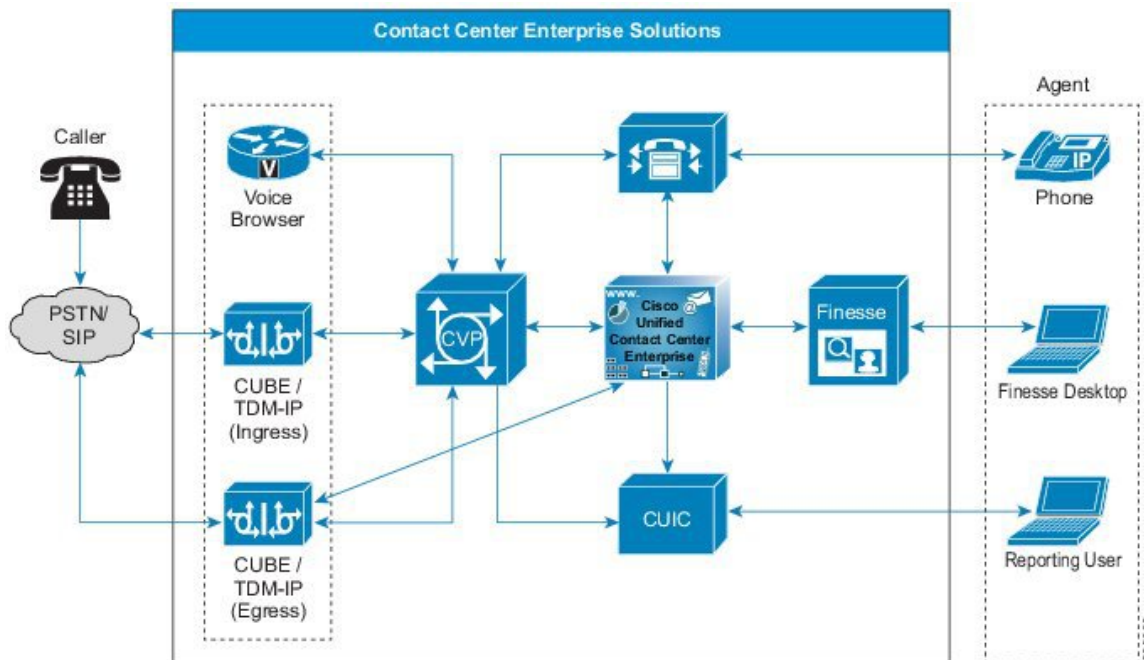 Contact Center Enterprise Solutions
Agent
Caller
V
Voice
Browser
IP
Phone
PSTN/
SIP
CUBE /
TDM-IP
(Ingress)
CVP
www.
@
Cisco
Unified
Contact Center
Enterprise
Finesse
Finesse Desktop
CUBE /
TDM-IP
(Egress)
CUIC
Reporting User